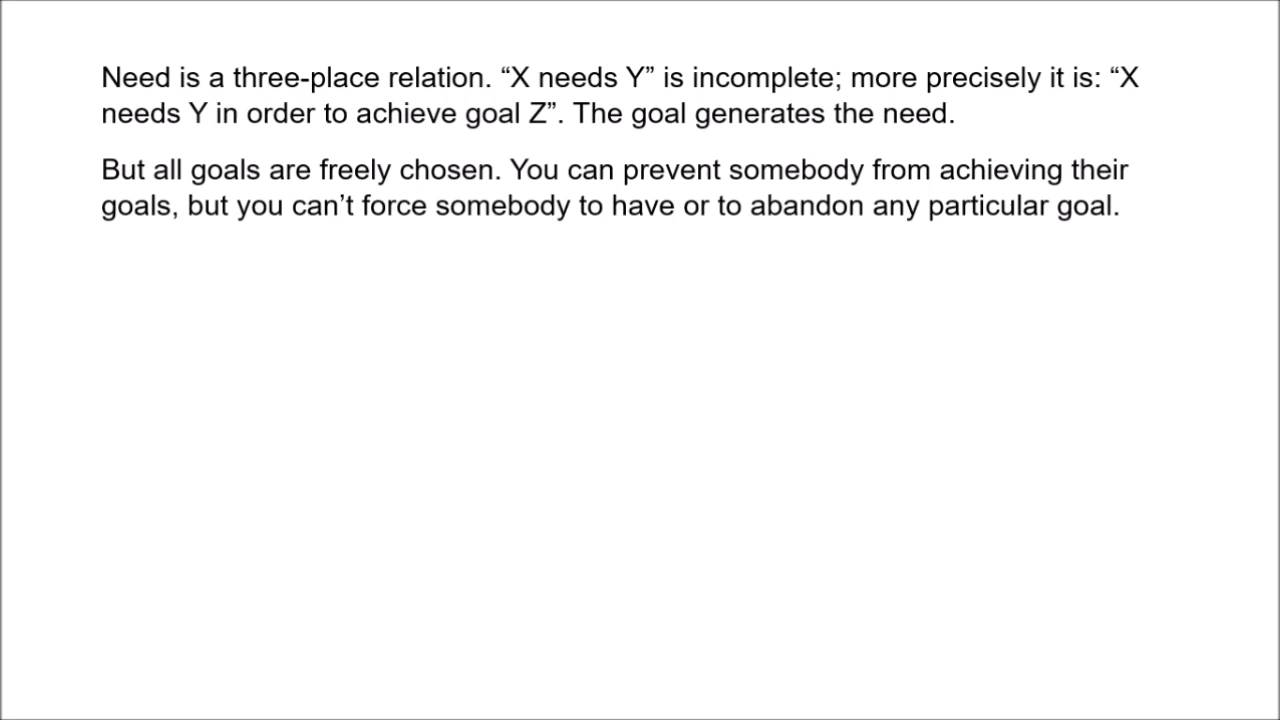 Need is a three-place relation. “X needs Y” is incomplete; more precisely it is: “X
needs Y in order to achieve goal Z”. The goal generates the need.
But all goals are freely chosen. You can prevent somebody from achieving their
goals, but you can’t force somebody to have or to abandon any particular goal.